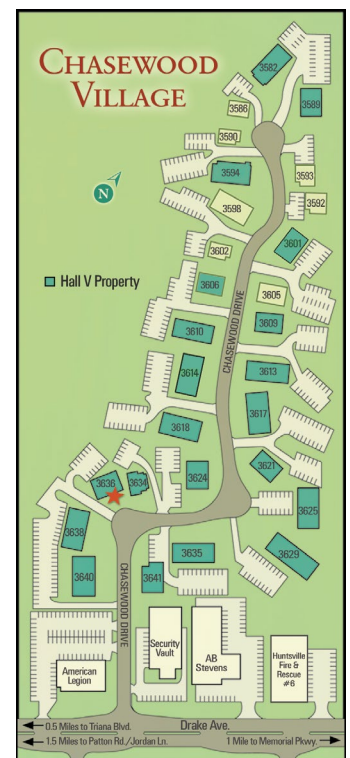 CHASEWOOD
VILLAGE
3582
3586
3589
3590
3594
3593
3598
3592
N
3601
3602
Hall V Property
3606
3605
3609
3610
CHASEWOOD DRIVE
3614
3613
3617
3618
3621
3636
3634
3624
3625
3638
3635
3629
3640
3641
CHASEWOOD DRIVE
American
Legion
Security
Vault
AB
Stevens
Huntsville
Fire &
Rescue
#6
0.5 Miles to Triana Blvd.
Drake Ave.
1.5 Miles to Patton Rd./Jordan Ln.
1 Mile to Memorial Pkwy.